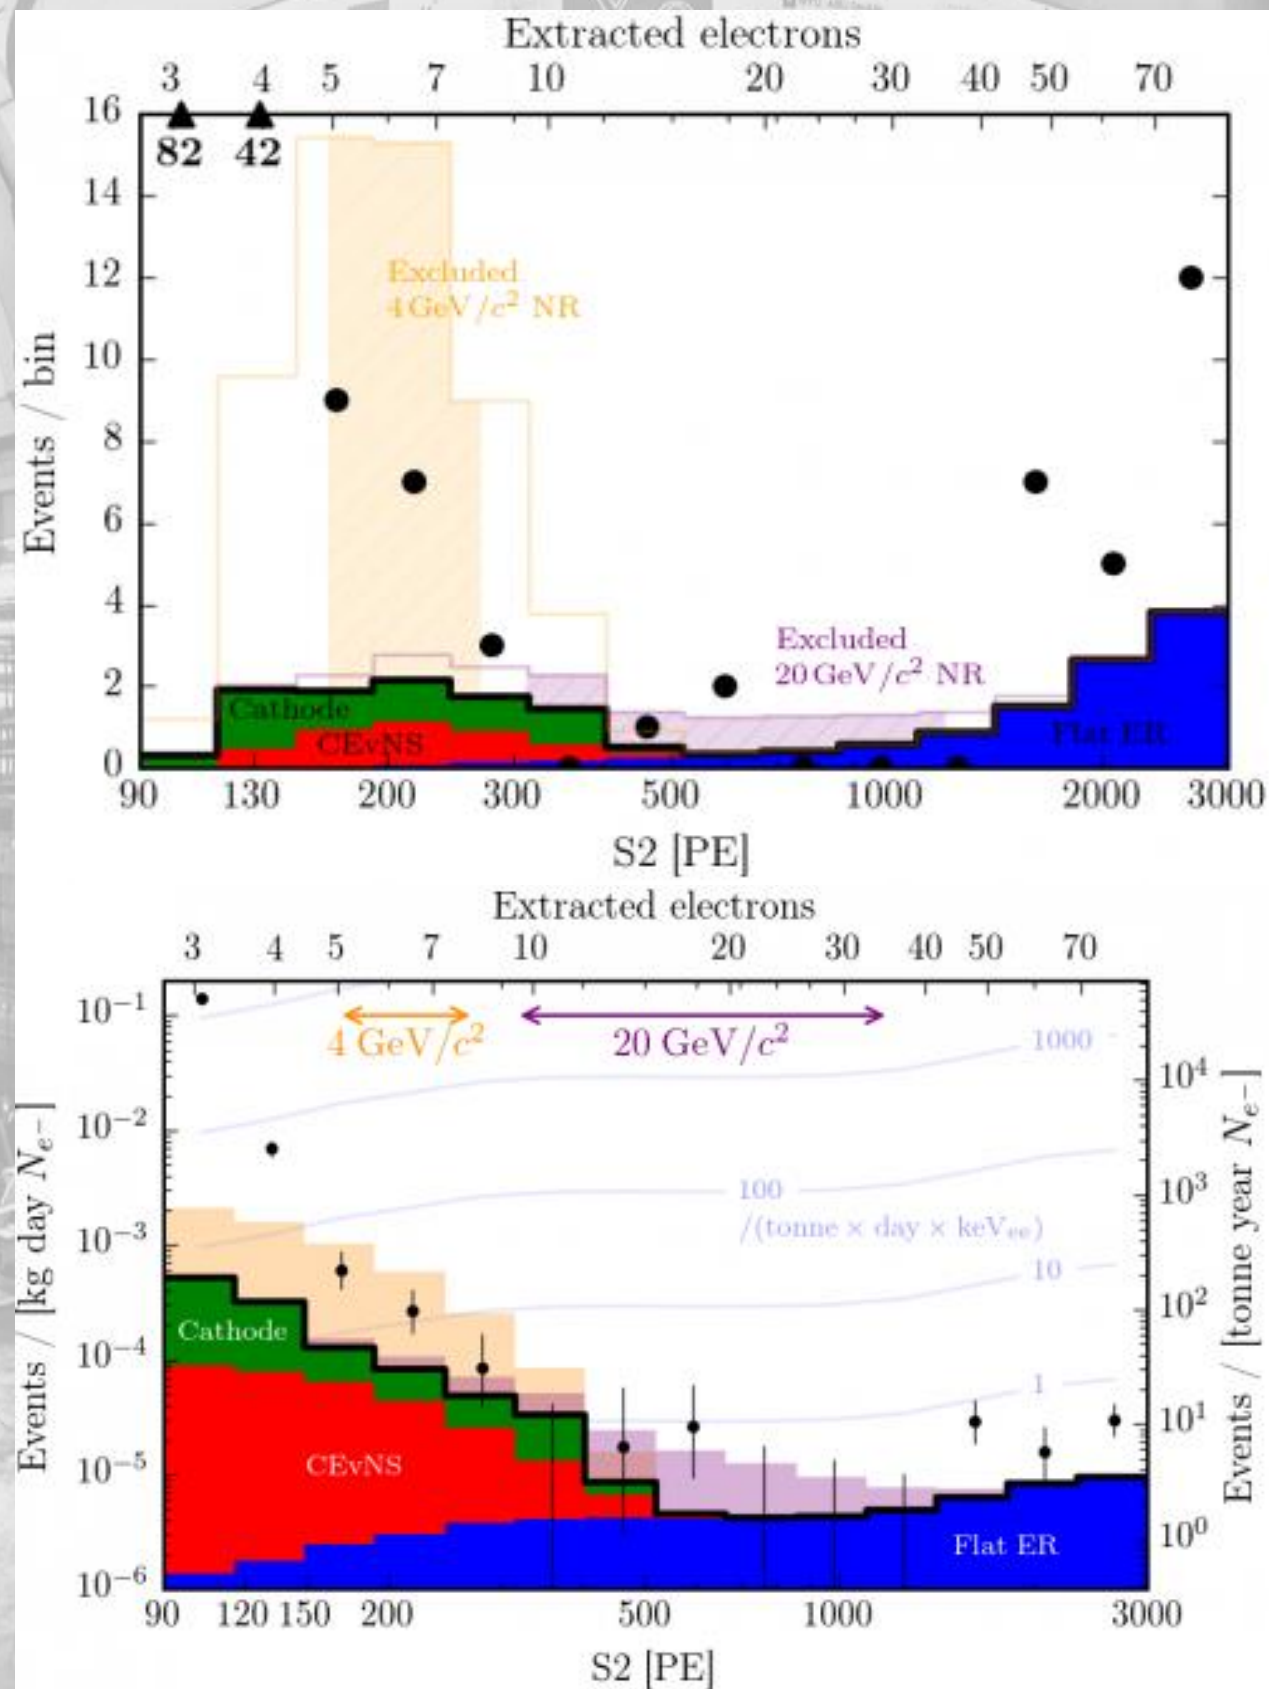 Extracted electrons
3 4 5 7 10 20 30 40 50 70
16
82 42
14
12
10
8
6
4
2
0
Events / bin
Excluded
4 GeV/c² NR
Excluded
20 GeV/c² NR
Cathode
CEvNS
Flat ER
90 130 200 300 500 1000 2000 3000
S2 [PE]
Extracted electrons
3 4 5 7 10 20 30 40 50 70
10⁻¹
10⁻²
10⁻³
10⁻⁴
10⁻⁵
10⁻⁶
Events / [kg day Nₑ₋]
4 GeV/c² 20 GeV/c²
1000
100
/(tonne × day × keVₑₑ)
10
1
Cathode
CEvNS
Flat ER
10⁴
10³
10²
10¹
10⁰
Events / [tonne year Nₑ₋]
90 120 150 200 500 1000 3000
S2 [PE]